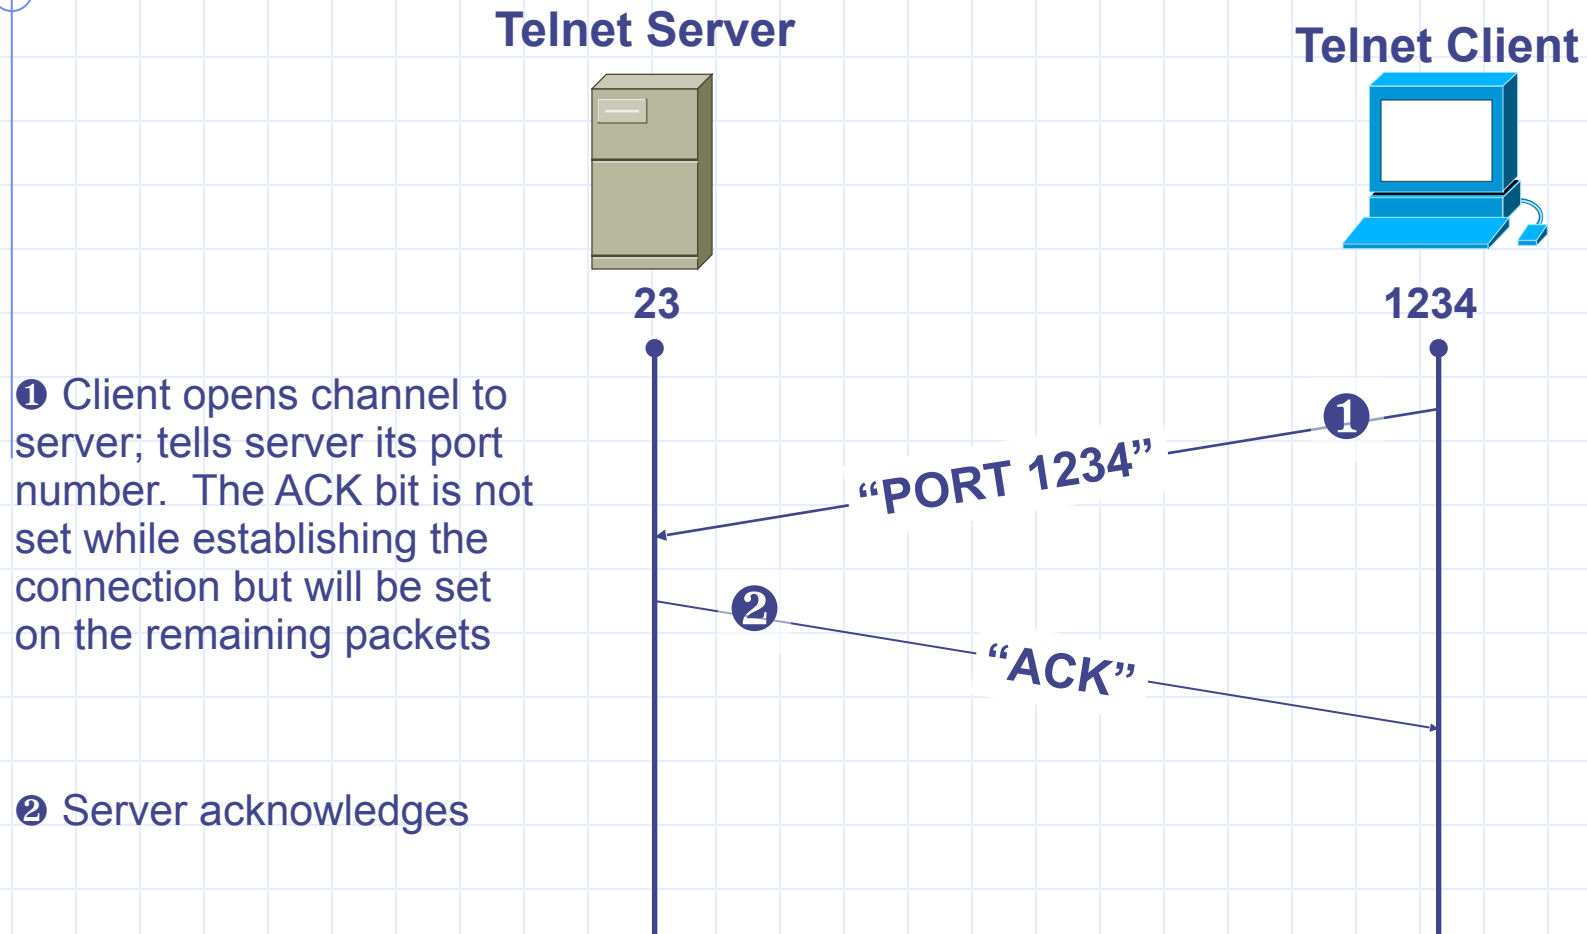 Telnet Server
Telnet Client
23
1234
❶ Client opens channel to
server; tells server its port
number.  The ACK bit is not
set while establishing the
connection but will be set
on the remaining packets
❶
“PORT 1234”
❷
“ACK”
❷ Server acknowledges